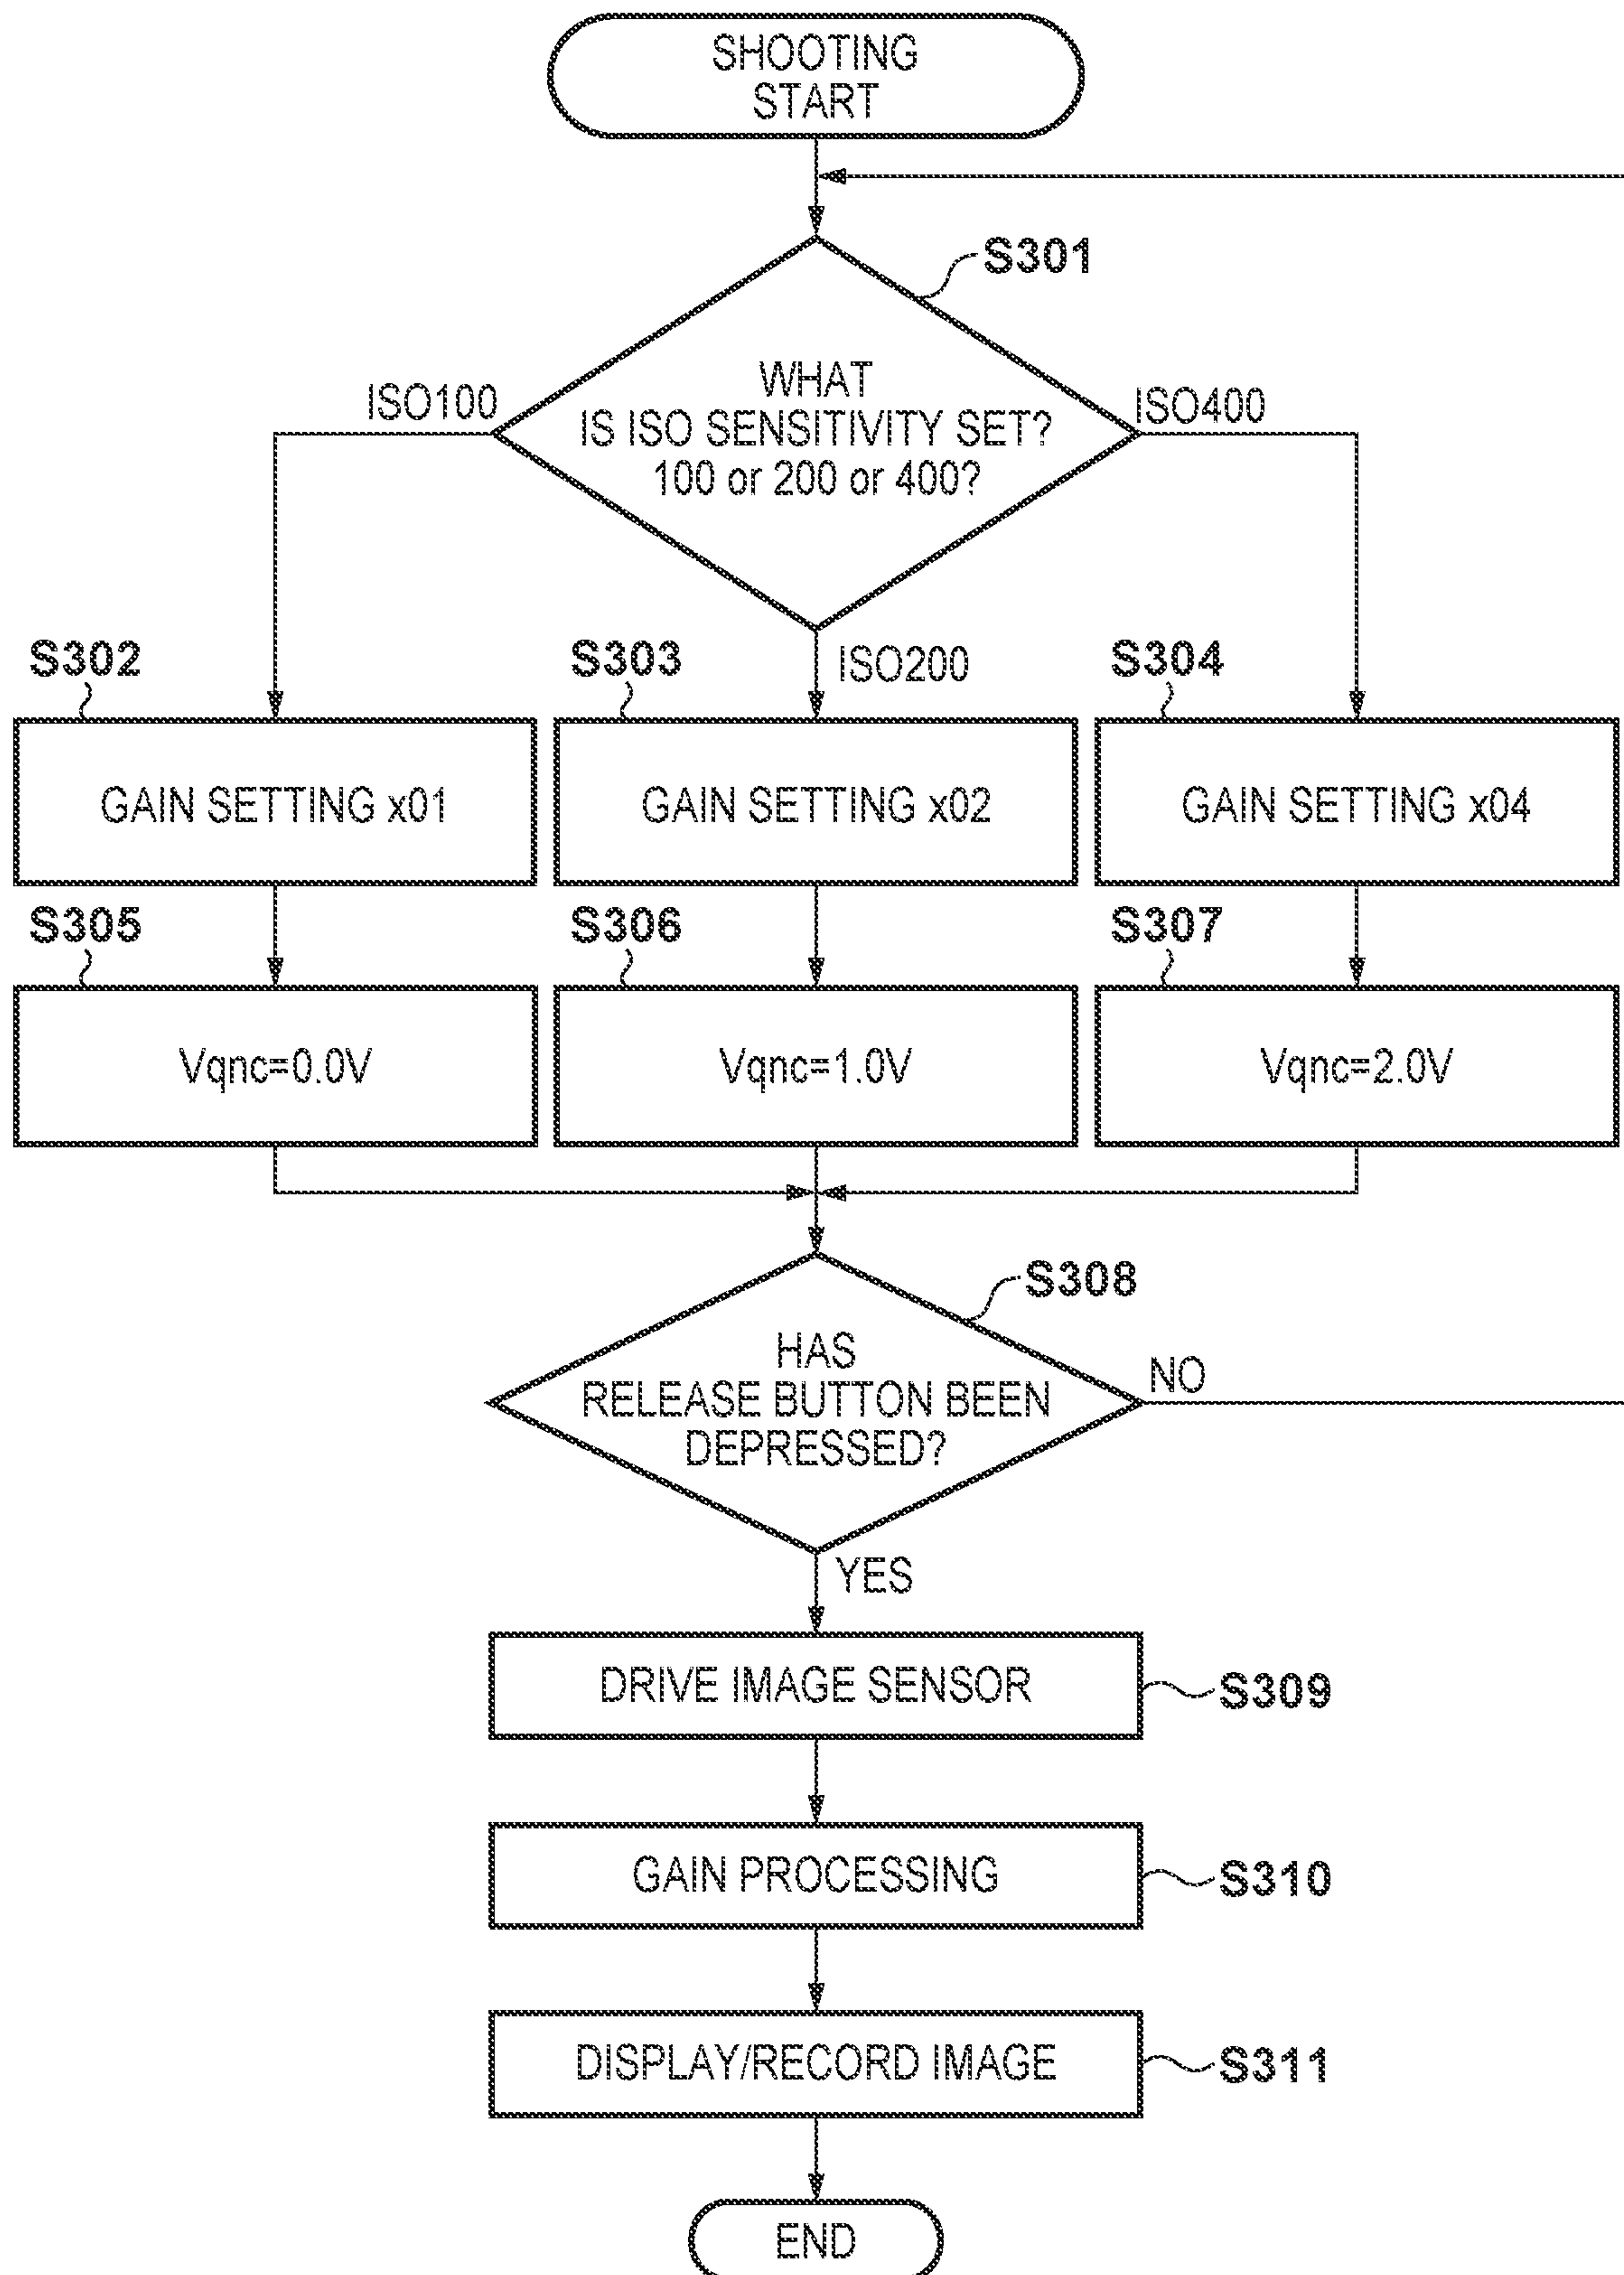 SHOOTING
START
S301
WHAT
IS ISO SENSITIVITY SET?
100 or 200 or 400?
ISO100
ISO400
ISO200
S302
S303
S304
GAIN SETTING x01
GAIN SETTING x02
GAIN SETTING x04
S305
S306
S307
Vqnc=0.0V
Vqnc=1.0V
Vqnc=2.0V
S308
HAS
RELEASE BUTTON BEEN
DEPRESSED?
NO
YES
DRIVE IMAGE SENSOR
S309
GAIN PROCESSING
S310
DISPLAY/RECORD IMAGE
S311
END